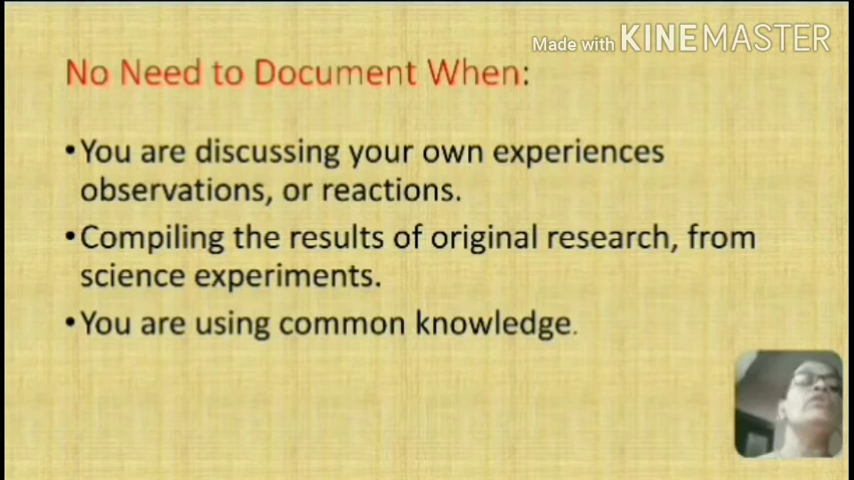 Made with KINEMASTER
No Need to Document When:
•You are discussing your own experiences
observations, or reactions.
•Compiling the results of original research, from
science experiments.
•You are using common knowledge.